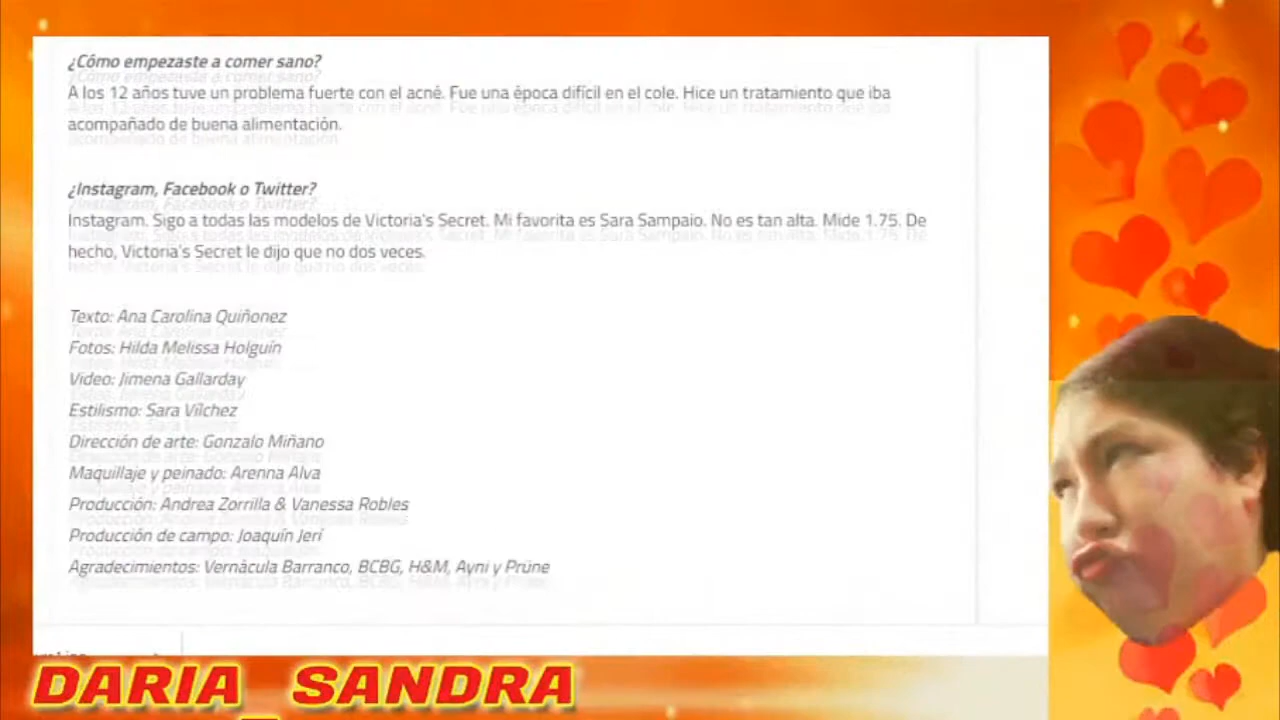 ¿Cómo empezaste a comer sano?
A los 12 años tuve un problema fuerte con el acné. Fue una época difícil en el cole. Hice un tratamiento que iba
acompañado de buena alimentación.
¿Instagram, Facebook o Twitter?
Instagram. Sigo a todas las modelos de Victoria's Secret. Mi favorita es Sara Sampaio. No es tan alta. Mide 1.75. De
hecho, Victoria's Secret le dijo que no dos veces.
Texto: Ana Carolina Quiñonez
Fotos: Hilda Melissa Holguín
Video: Jimena Gallarday
Estilismo: Sara Vílchez
Dirección de arte: Gonzalo Miñano
Maquillaje y peinado: Arenna Alva
Producción: Andrea Zorrilla & Vanessa Robles
Producción de campo: Joaquín Jerí
Agradecimientos: Vernácula Barranco, BCBG, H&M, Ayni y Prüne
DARIA SANDRA